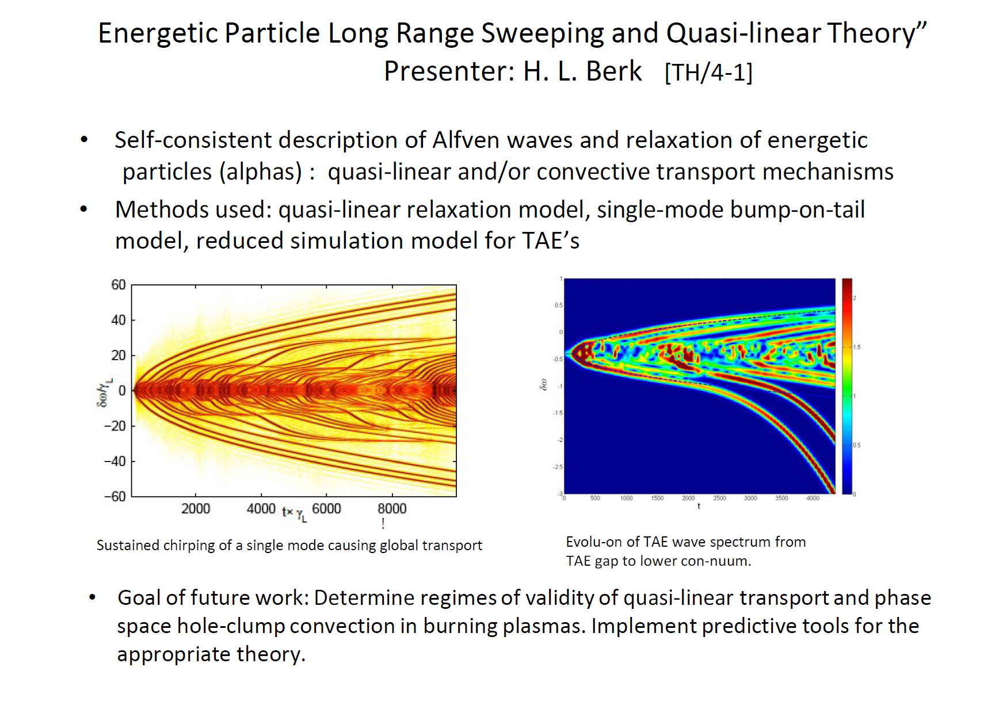 Energetic Particle Long Range Sweeping and Quasi-linear Theory”
Presenter: H. L. Berk [TH/4-1]
• Self-consistent description of Alfven waves and relaxation of energetic
particles (alphas) : quasi-linear and/or convective transport mechanisms
• Methods used: quasi-linear relaxation model, single-mode bump-on-tail
model, reduced simulation model for TAE’s
60
40
20
0
−20
−40
−60
δω/γL
2000 4000 t× γL 6000 8000
!
Sustained chirping of a single mode causing global transport
1
0.5
0
-0.5
-1
-1.5
-2
-2.5
-3
δω
0 500 1000 1500 2000 2500 3000 3500 4000
t
2
1.5
1
0.5
0
Evolu-on of TAE wave spectrum from
TAE gap to lower con-nuum.
• Goal of future work: Determine regimes of validity of quasi-linear transport and phase
space hole-clump convection in burning plasmas. Implement predictive tools for the
appropriate theory.